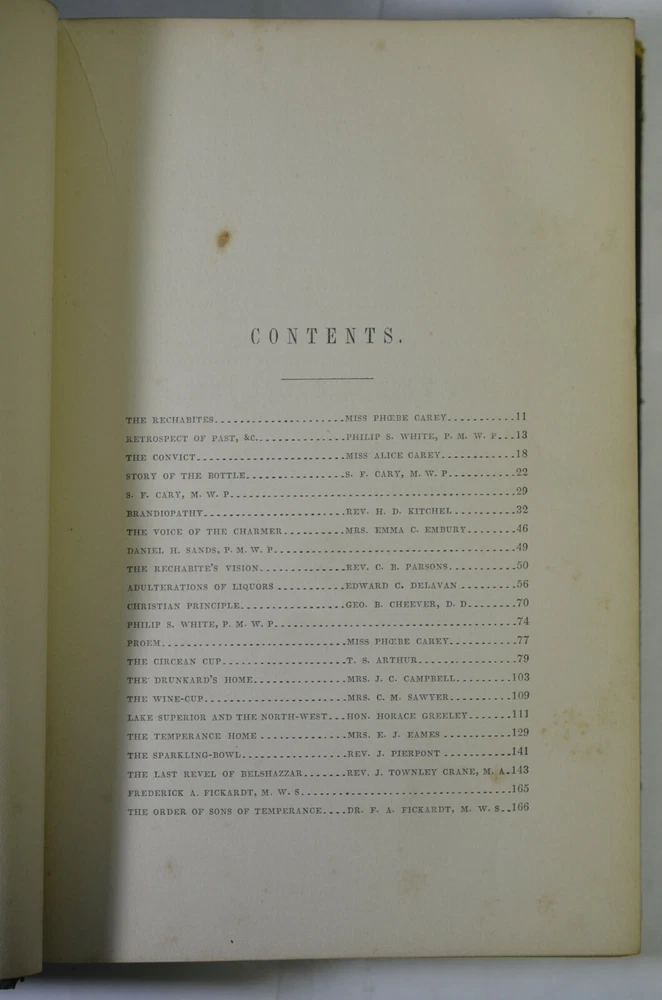 CONTENTS.
THE RECHABITES MISS PHŒBE CAREY 11
RETROSPECT OF PAST, &C. PHILIP S. WHITE, P. M. W. P. 13
THE CONVICT MISS ALICE CAREY 18
STORY OF THE BOTTLE S. F. CARY, M. W. P. 22
S. F. CARY, M. W. P. 29
BRANDIOPATHY REV. H. D. KITCHEL 32
THE VOICE OF THE CHARMER MRS. EMMA C. EMBURY 46
DANIEL H. SANDS, P. M. W. P. 49
THE RECHABITE'S VISION REV. C. B. PARSONS 50
ADULTERATIONS OF LIQUORS EDWARD C. DELAVAN 56
CHRISTIAN PRINCIPLE GEO. B. CHEEVER, D. D. 70
PHILIP S. WHITE, P. M. W. P. 74
PROEM MISS PHŒBE CAREY 77
THE CIRCEAN CUP T. S. ARTHUR 79
THE DRUNKARD'S HOME MRS. J. C. CAMPBELL 103
THE WINE-CUP MRS. C. M. SAWYER 109
LAKE SUPERIOR AND THE NORTH-WEST HON. HORACE GREELEY 111
THE TEMPERANCE HOME MRS. E. J. EAMES 129
THE SPARKLING-BOWL REV. J. PIERPONT 141
THE LAST REVEL OF BELSHAZZAR REV. J. TOWNLEY CRANE, M. A. 143
FREDERICK A. FICKARDT, M. W. S. 165
THE ORDER OF SONS OF TEMPERANCE DR. F. A. FICKARDT, M. W. S. 166